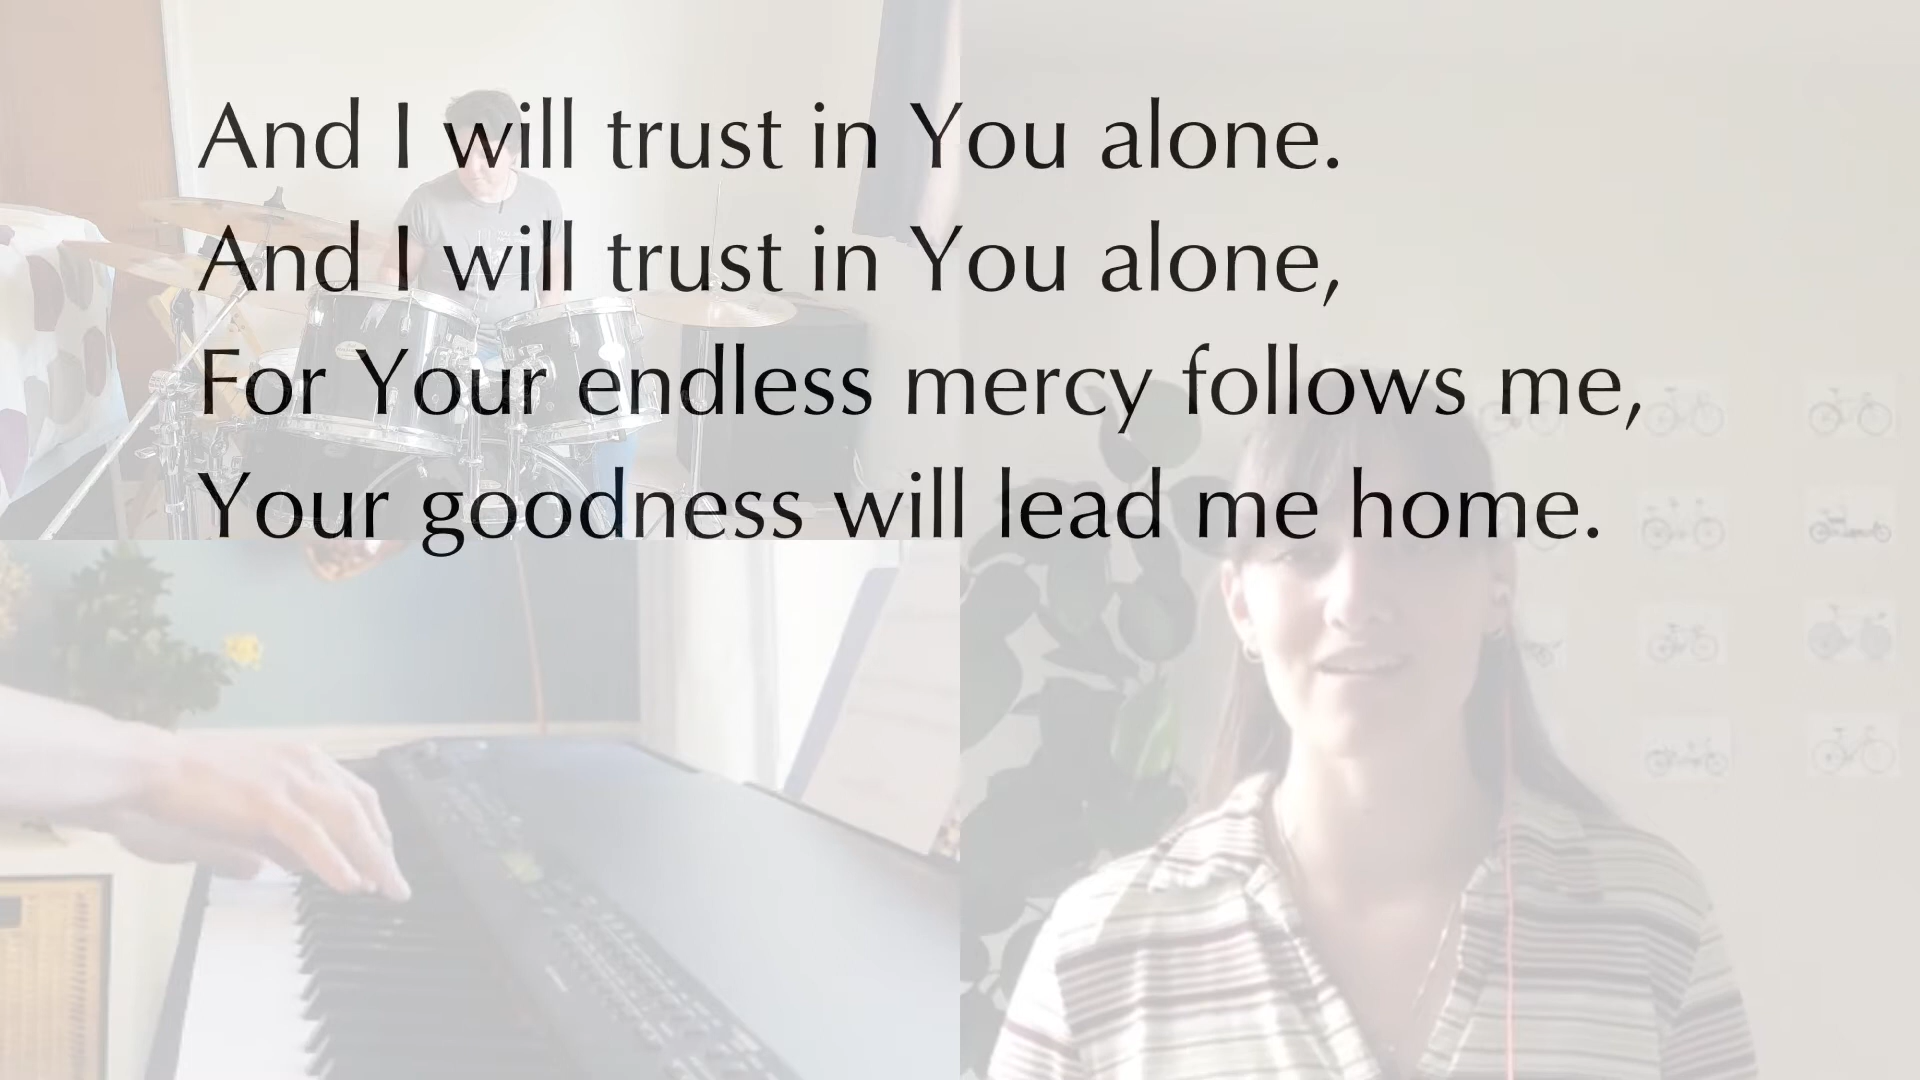 And I will trust in You alone.
And I will trust in You alone,
For Your endless mercy follows me,
Your goodness will lead me home.